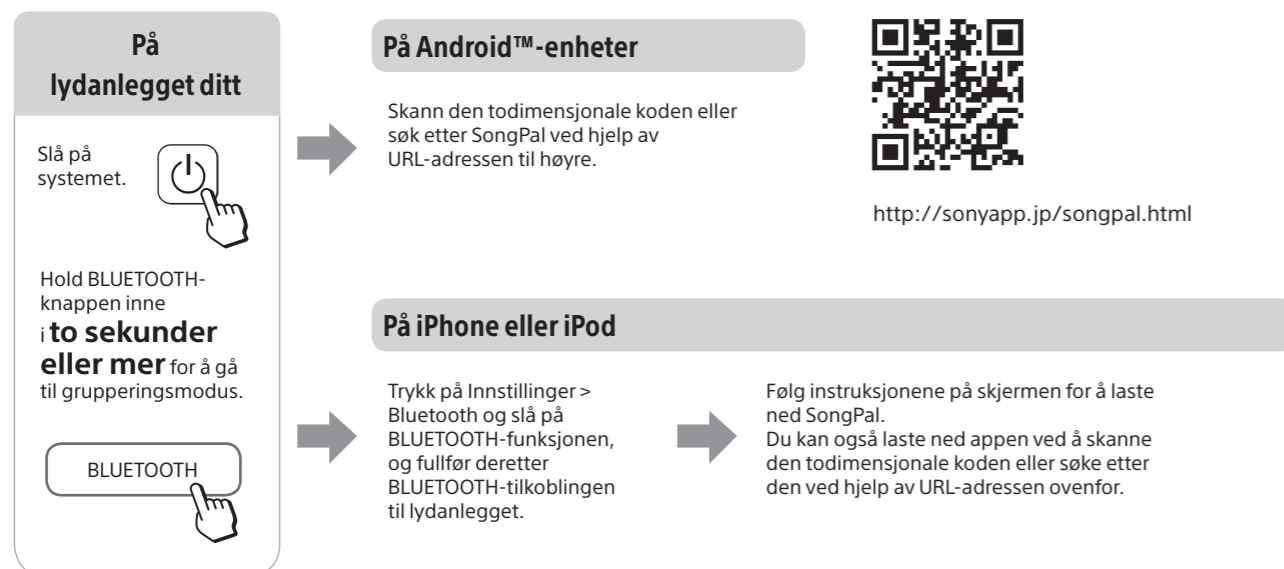 På
lydanlegget ditt
Slå på
systemet.
Hold BLUETOOTH-
knappen inne
i to sekunder
eller mer for å gå
til grupperingsmodus.
BLUETOOTH
På Android™-enheter
Skann den todimensjonale koden eller
søk etter SongPal ved hjelp av
URL-adressen til høyre.
http://sonyapp.jp/songpal.html
På iPhone eller iPod
Trykk på Innstillinger >
Bluetooth og slå på
BLUETOOTH-funksjonen,
og fullfør deretter
BLUETOOTH-tilkoblingen
til lydanlegget.
Følg instruksjonene på skjermen for å laste
ned SongPal.
Du kan også laste ned appen ved å skanne
den todimensjonale koden eller søke etter
den ved hjelp av URL-adressen ovenfor.